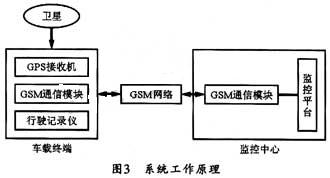 卫星
GPS接收机
GSM通信模块
行驶记录仪
车载终端
GSM网络
GSM通信模块
监控平台
监控中心
图3 系统工作原理